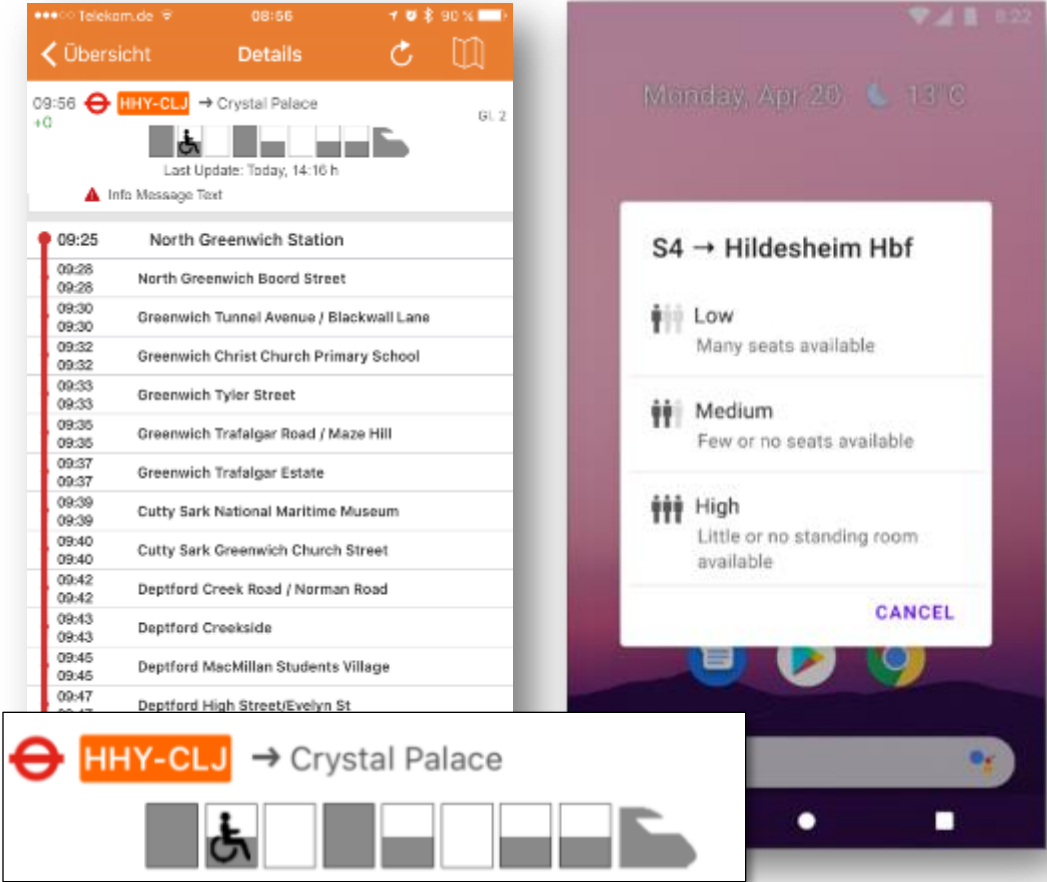 Telekom.de 08:56 90 %
Übersicht Details
09:56 HHY-CLJ → Crystal Palace
+0 Gl. 2
Last Update: Today, 14:16 h
Info Message Text
09:25 North Greenwich Station
09:28
09:28 North Greenwich Boord Street
09:30
09:30 Greenwich Tunnel Avenue / Blackwall Lane
09:32
09:32 Greenwich Christ Church Primary School
09:33
09:33 Greenwich Tyler Street
09:35
09:35 Greenwich Trafalgar Road / Maze Hill
09:37
09:37 Greenwich Trafalgar Estate
09:39
09:39 Cutty Sark National Maritime Museum
09:40
09:40 Cutty Sark Greenwich Church Street
09:42
09:42 Deptford Creek Road / Norman Road
09:43
09:43 Deptford Creekside
09:45
09:45 Deptford MacMillan Students Village
09:47
Deptford High Street/Evelyn St
HHY-CLJ → Crystal Palace
8:22
Monday, Apr 20 13°C
S4 → Hildesheim Hbf
Low
Many seats available
Medium
Few or no seats available
High
Little or no standing room
available
CANCEL